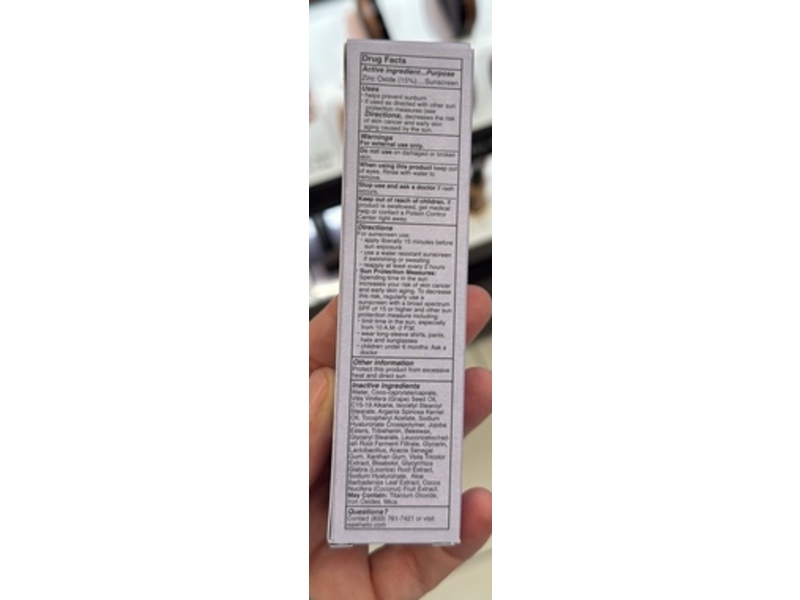 Drug Facts
Active ingredient...Purpose
Zinc Oxide (15%)... Sunscreen
Uses
• helps prevent sunburn
• if used as directed with other sun
protection measures (see
Directions), decreases the risk
of skin cancer and early skin
aging caused by the sun.
Warnings
For external use only.
Do not use on damaged or broken
skin.
When using this product keep out
of eyes. Rinse with water to
remove.
Stop use and ask a doctor if rash
occurs.
Keep out of reach of children. If
product is swallowed, get medical
help or contact a Poison Control
Center right away.
Directions
For sunscreen use:
• apply liberally 15 minutes before
sun exposure
• use a water resistant sunscreen
if swimming or sweating
• reapply at least every 2 hours
• Sun Protection Measures:
Spending time in the sun
increases your risk of skin cancer
and early skin aging. To decrease
this risk, regularly use a
sunscreen with a broad spectrum
SPF of 15 or higher and other sun
protection measure including:
• limit time in the sun, especially
from 10 A.M.-2 P.M.
• wear long-sleeve shirts, pants,
hats and sunglasses
• children under 6 months: Ask a
doctor
Other information
Protect this product from excessive
heat and direct sun
Inactive ingredients
Water, Coco-caprylate/caprate,
Vitis Vinifera (Grape) Seed Oil,
C15-19 Alkane, Isocetyl Stearoyl
Stearate, Argania Spinosa Kernel
Oil, Tocopheryl Acetate, Sodium
Hyaluronate Crosspolymer, Jojoba
Esters, Tribehenin, Beeswax,
Glyceryl Stearate, Leuconostoc/rad
ish Root Ferment Filtrate, Glycerin,
Lactobacillus, Acacia Senegal
Gum, Xanthan Gum, Viola Tricolor
Extract, Bisabolol, Glycyrrhiza
Glabra (Licorice) Root Extract,
Sodium Hyaluronate, Aloe
Barbadensis Leaf Extract, Cocos
Nucifera (Coconut) Fruit Extract.
May Contain: Titanium Dioxide,
Iron Oxides, Mica.
Questions?
Contact (833) 761-7421 or visit